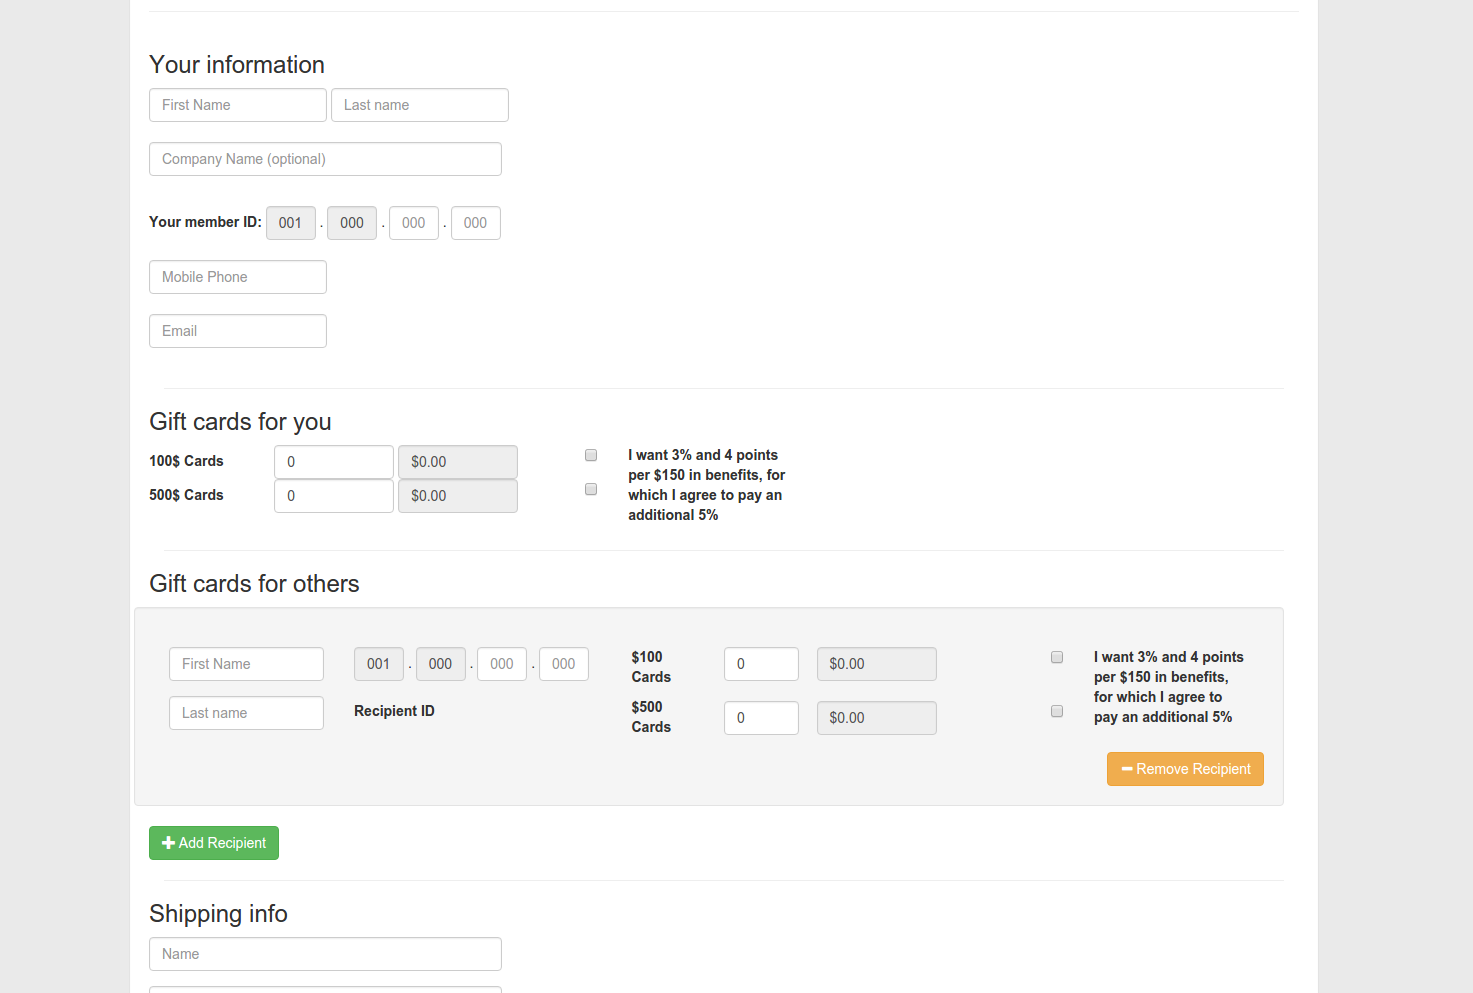 Your information
First Name Last name
Company Name (optional)
Your member ID: 001 . 000 . 000 . 000
Mobile Phone
Email
Gift cards for you
100$ Cards 0 $0.00
500$ Cards 0 $0.00
I want 3% and 4 points
per $150 in benefits, for
which I agree to pay an
additional 5%
Gift cards for others
First Name 001 . 000 . 000 . 000
Last name Recipient ID
$100
Cards 0 $0.00
$500
Cards 0 $0.00
I want 3% and 4 points
per $150 in benefits,
for which I agree to
pay an additional 5%
Remove Recipient
Add Recipient
Shipping info
Name